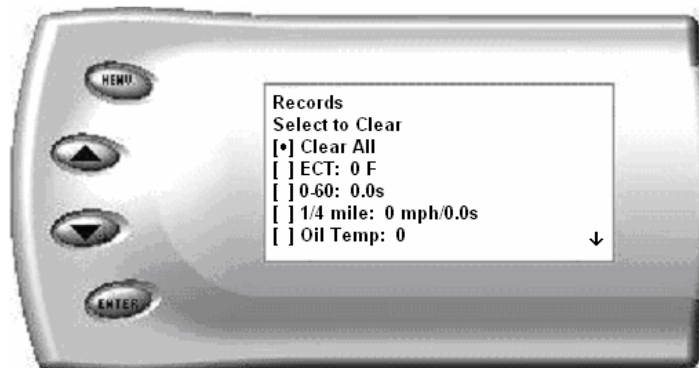 MENU
Records
Select to Clear
[•] Clear All
[ ] ECT: 0 F
[ ] 0-60: 0.0s
[ ] 1/4 mile: 0 mph/0.0s
[ ] Oil Temp: 0
ENTER